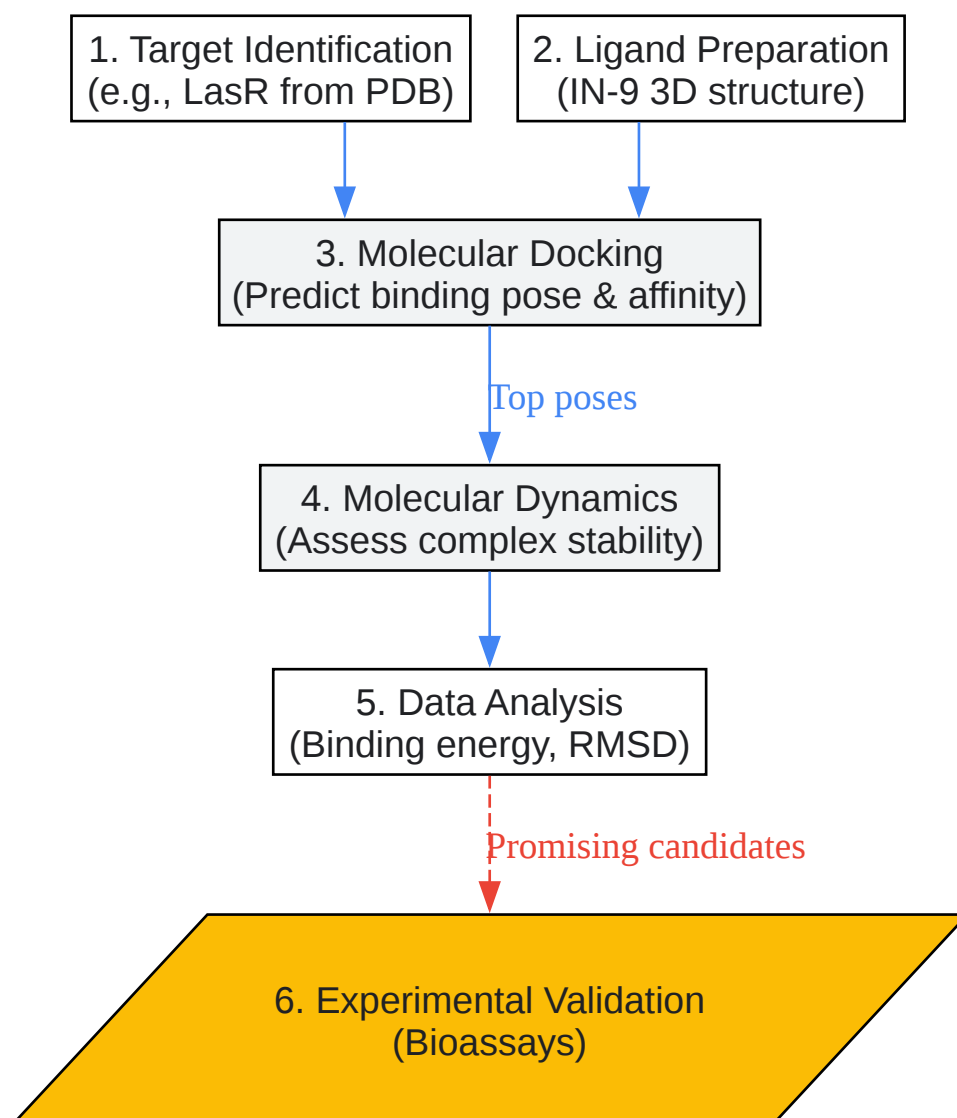 1. Target Identification
(e.g., LasR from PDB)
2. Ligand Preparation
(IN-9 3D structure)
3. Molecular Docking
(Predict binding pose & affinity)
Top poses
4. Molecular Dynamics
(Assess complex stability)
5. Data Analysis
(Binding energy, RMSD)
Promising candidates
6. Experimental Validation
(Bioassays)